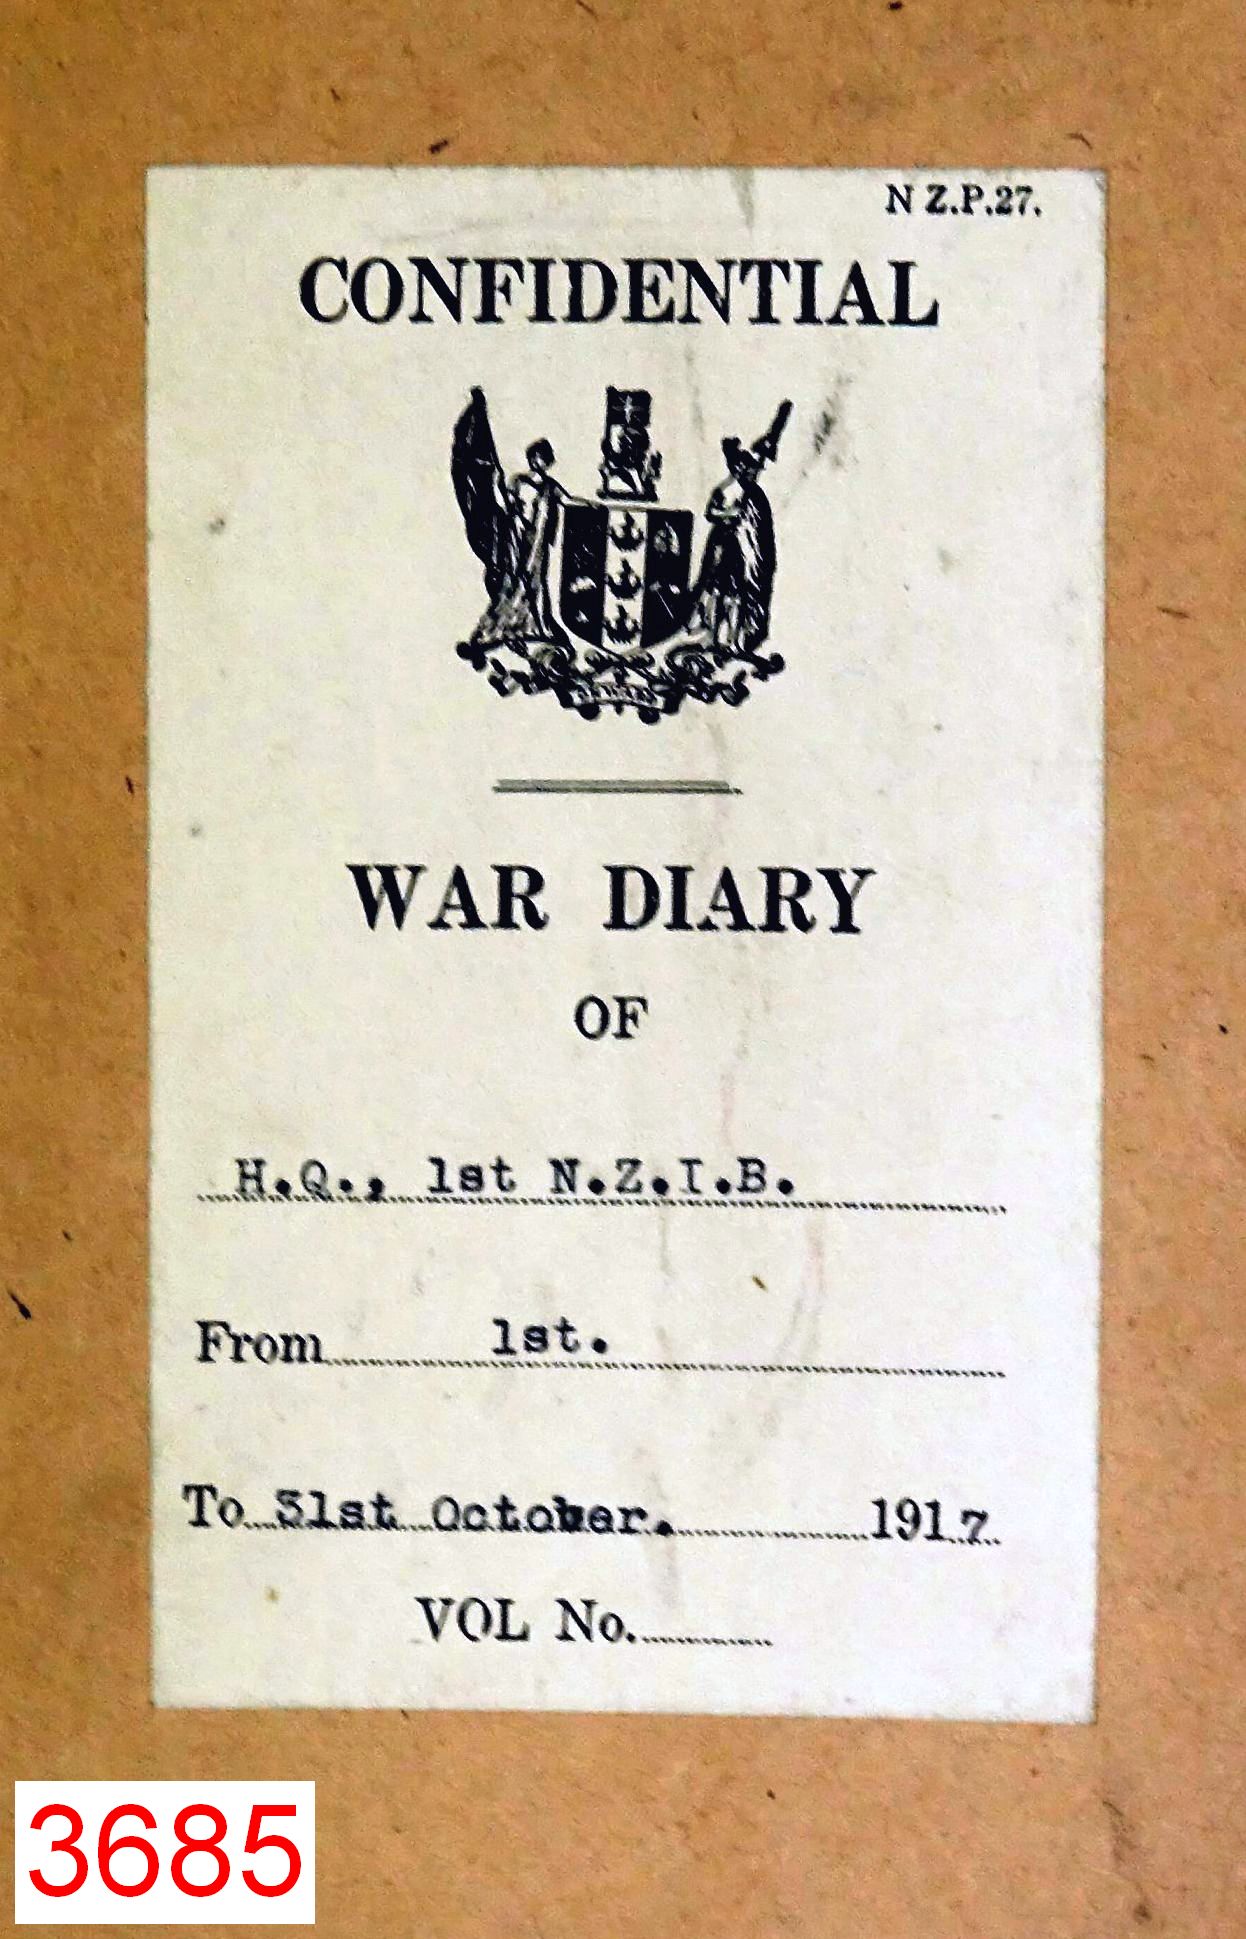 N Z.P.27.
CONFIDENTIAL
WAR DIARY
OF
H.Q., 1st N.Z.I.B.
From 1st.
To 31st October. 1917.
VOL No.
3685